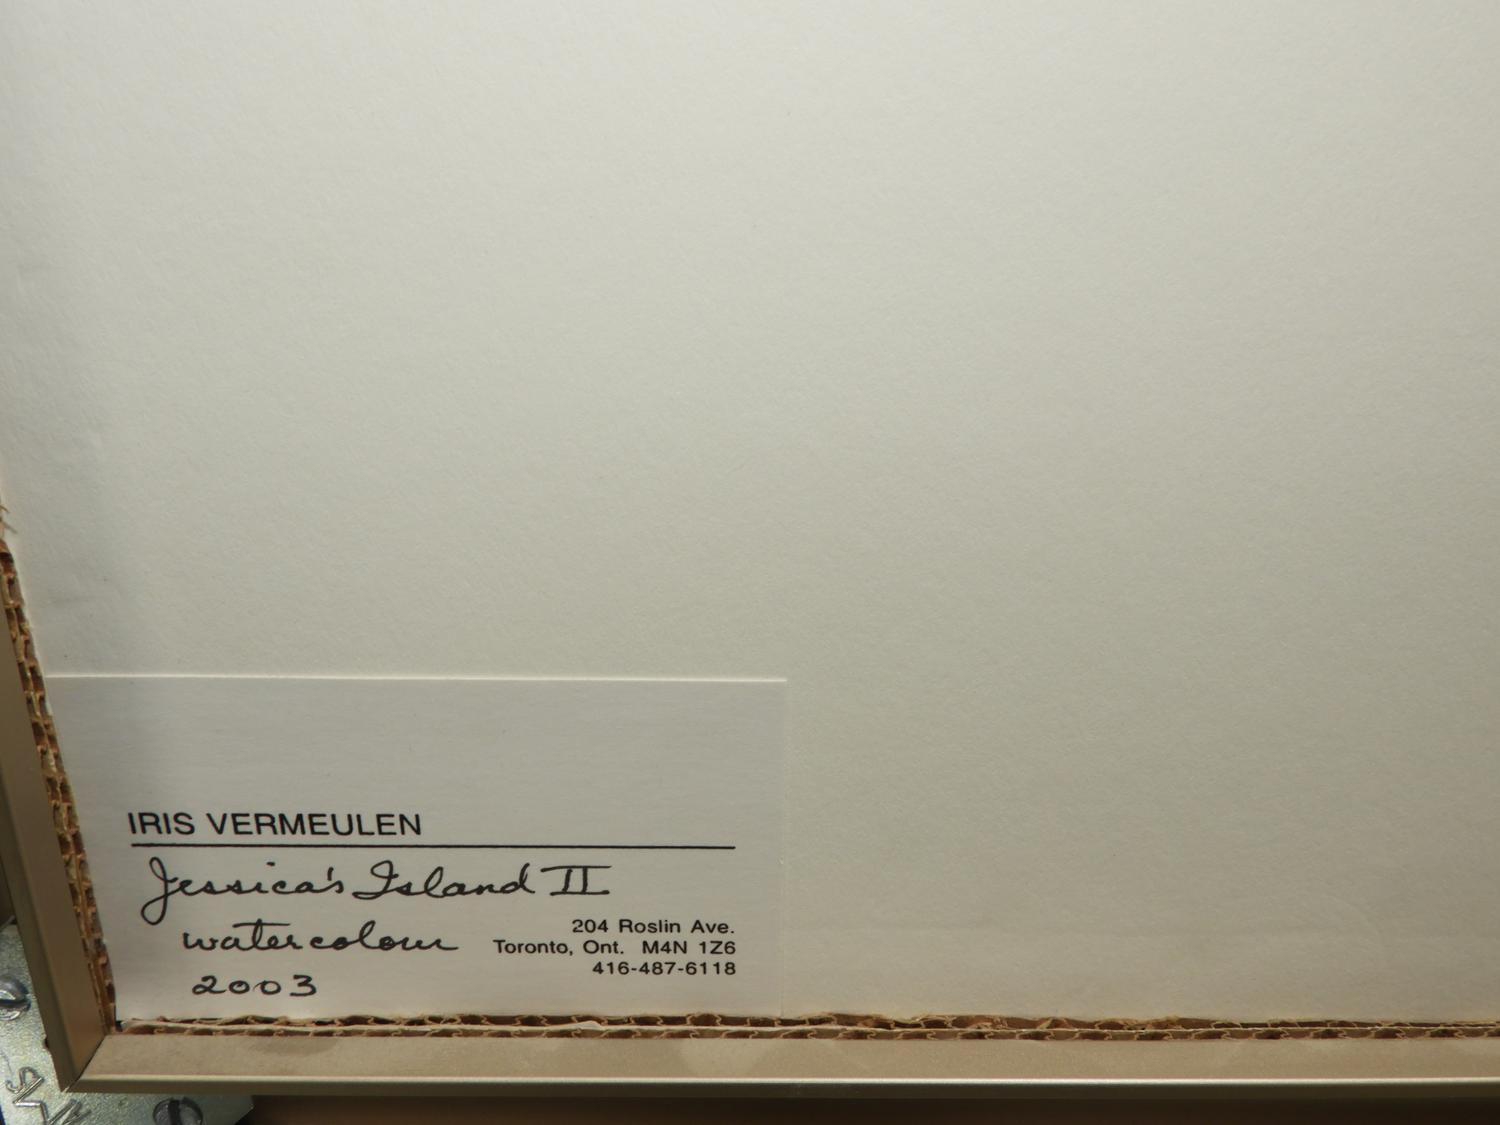 IRIS VERMEULEN
Jessica's Island II
watercolour
2003
204 Roslin Ave.
Toronto, Ont. M4N 1Z6
416-487-6118